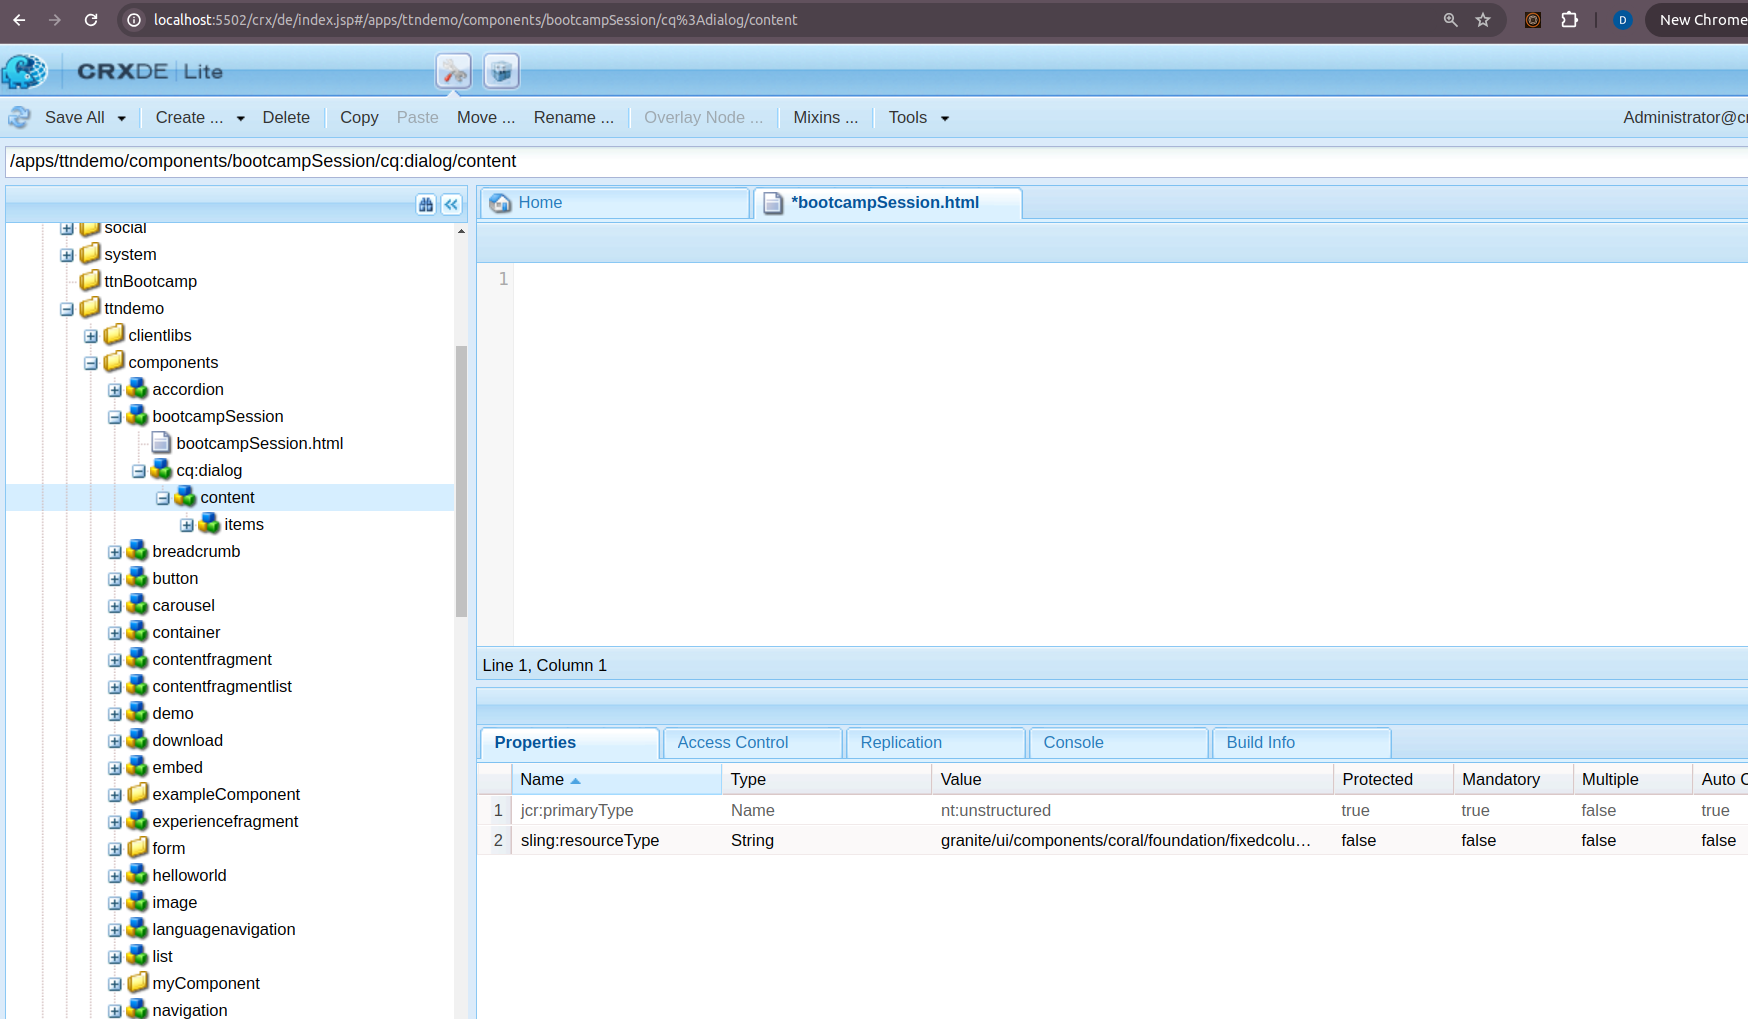 localhost:5502/crx/de/index.jsp#/apps/ttndemo/components/bootcampSession/cq%3Adialog/content
D
New Chrome
CRXDE Lite
Save All
Create ...
Delete
Copy
Paste
Move ...
Rename ...
Overlay Node ...
Mixins ...
Tools
Administrator@c
/apps/ttndemo/components/bootcampSession/cq:dialog/content
Home
*bootcampSession.html
social
system
ttnBootcamp
ttndemo
clientlibs
components
accordion
bootcampSession
bootcampSession.html
cq:dialog
content
items
breadcrumb
button
carousel
container
contentfragment
contentfragmentlist
demo
download
embed
exampleComponent
experiencefragment
form
helloworld
image
languagenavigation
list
myComponent
navigation
1
Line 1, Column 1
Properties
Access Control
Replication
Console
Build Info
Name Type Value Protected Mandatory Multiple Auto C
1 jcr:primaryType Name nt:unstructured true true false true
2 sling:resourceType String granite/ui/components/coral/foundation/fixedcolu... false false false false